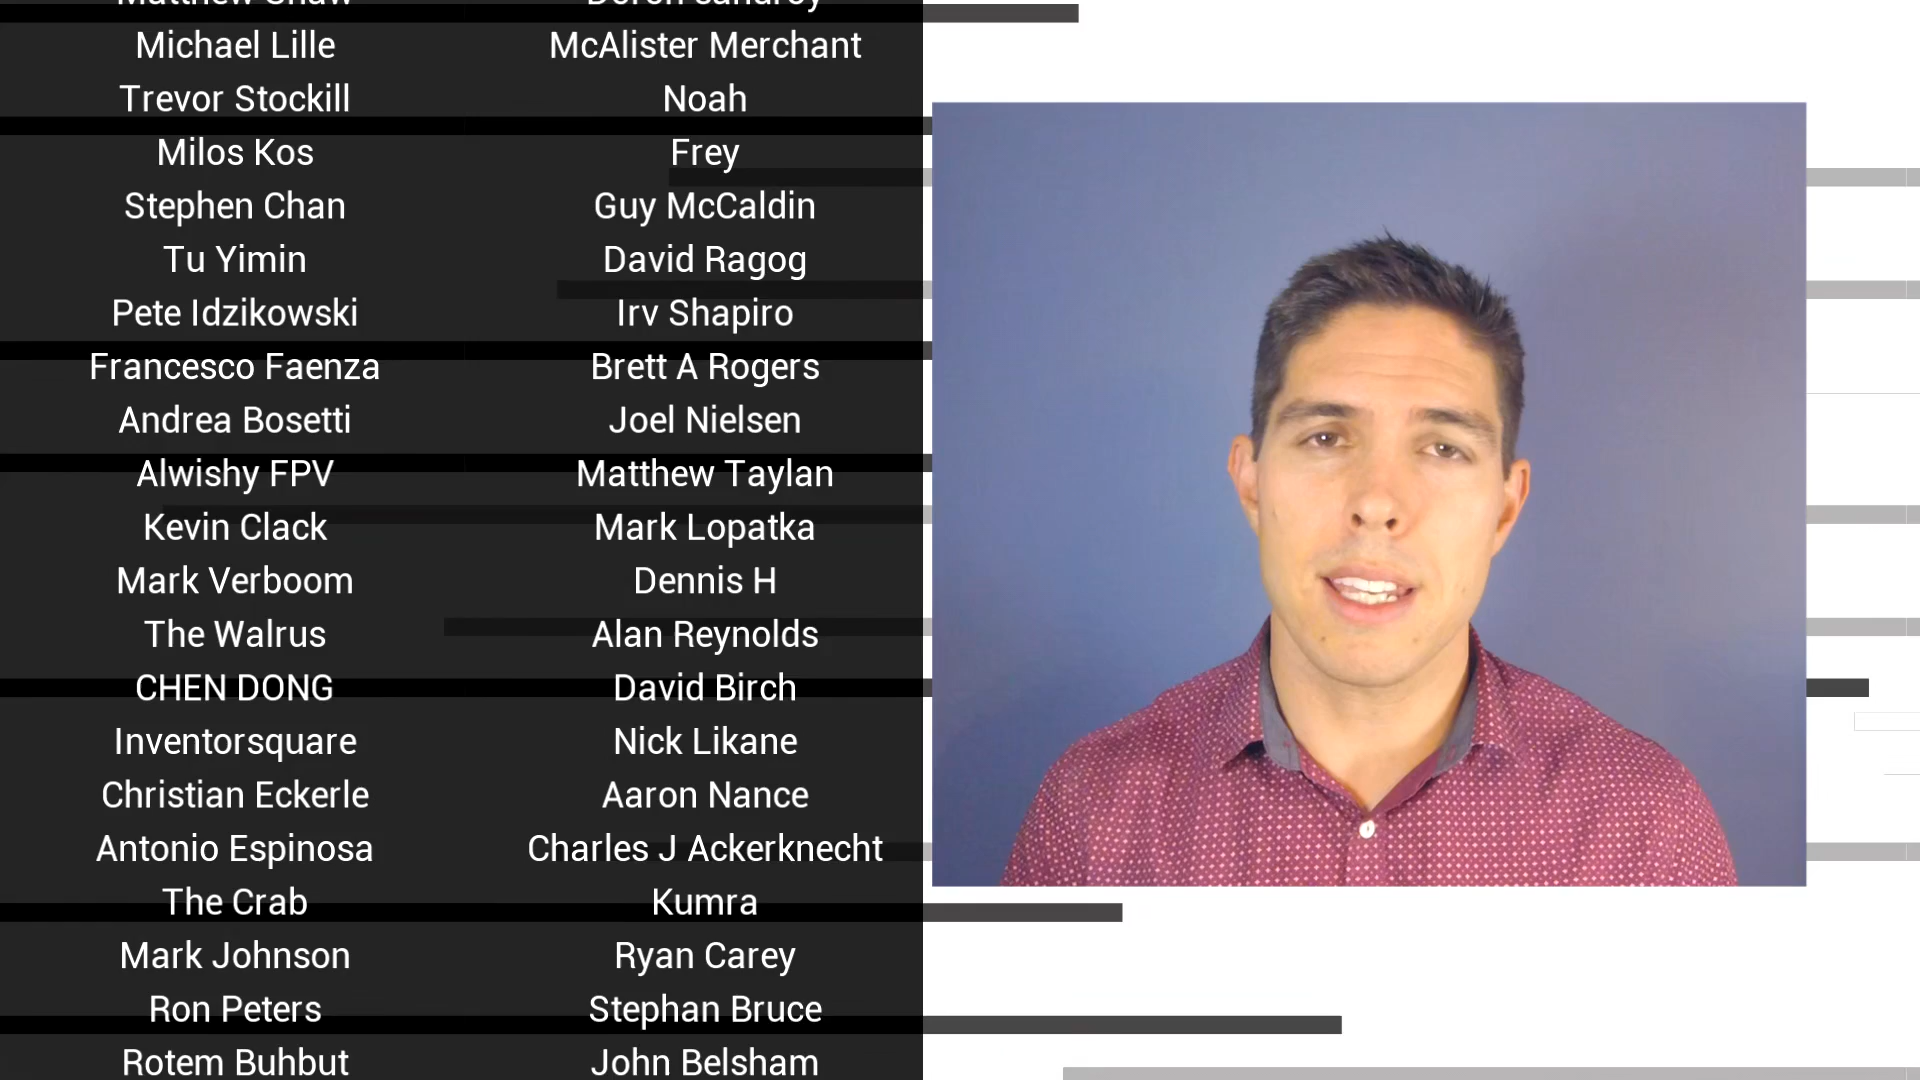 Michael Lille
Trevor Stockill
Milos Kos
Stephen Chan
Tu Yimin
Pete Idzikowski
Francesco Faenza
Andrea Bosetti
Alwishy FPV
Kevin Clack
Mark Verboom
The Walrus
CHEN DONG
Inventorsquare
Christian Eckerle
Antonio Espinosa
The Crab
Mark Johnson
Ron Peters
Rotem Buhbut
McAlister Merchant
Noah
Frey
Guy McCaldin
David Ragog
Irv Shapiro
Brett A Rogers
Joel Nielsen
Matthew Taylan
Mark Lopatka
Dennis H
Alan Reynolds
David Birch
Nick Likane
Aaron Nance
Charles J Ackerknecht
Kumra
Ryan Carey
Stephan Bruce
John Belsham